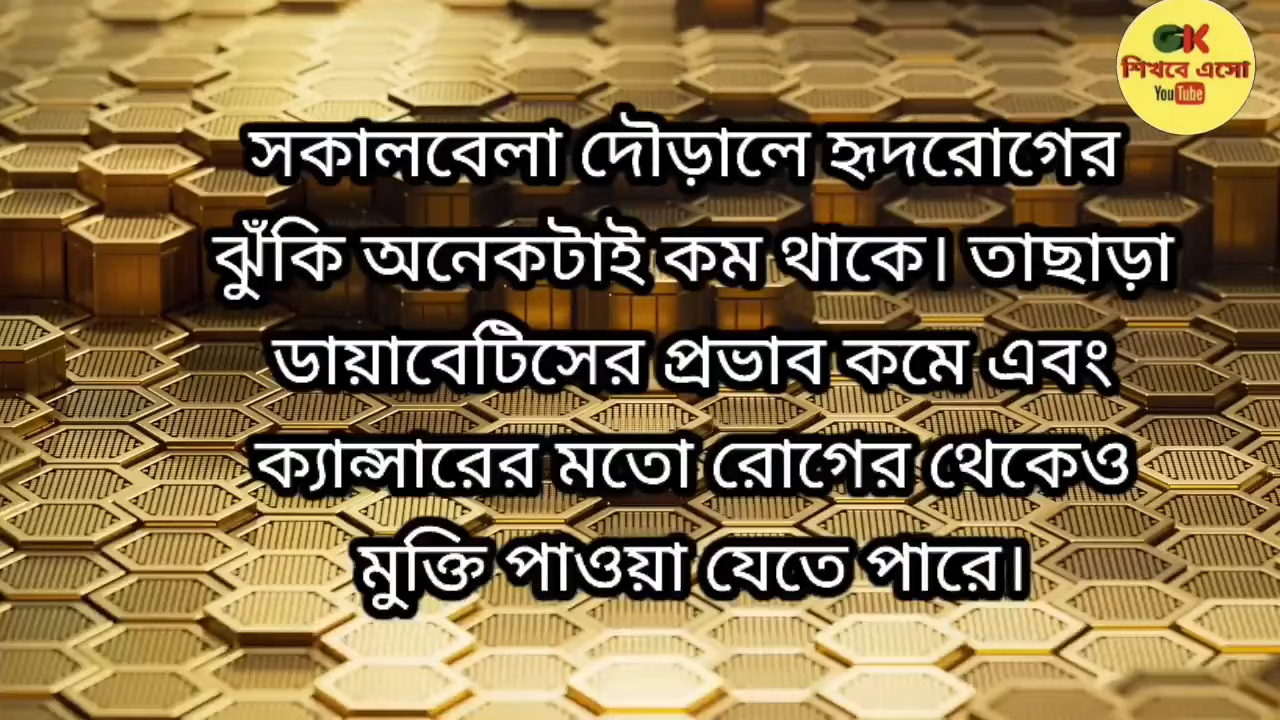 GK
শিখবে এসো
YouTube
সকালবেলা দৌড়ালে হৃদরোগের
ঝুঁকি অনেকটাই কম থাকে। তাছাড়া
ডায়াবেটিসের প্রভাব কমে এবং
ক্যান্সারের মতো রোগের থেকেও
মুক্তি পাওয়া যেতে পারে।